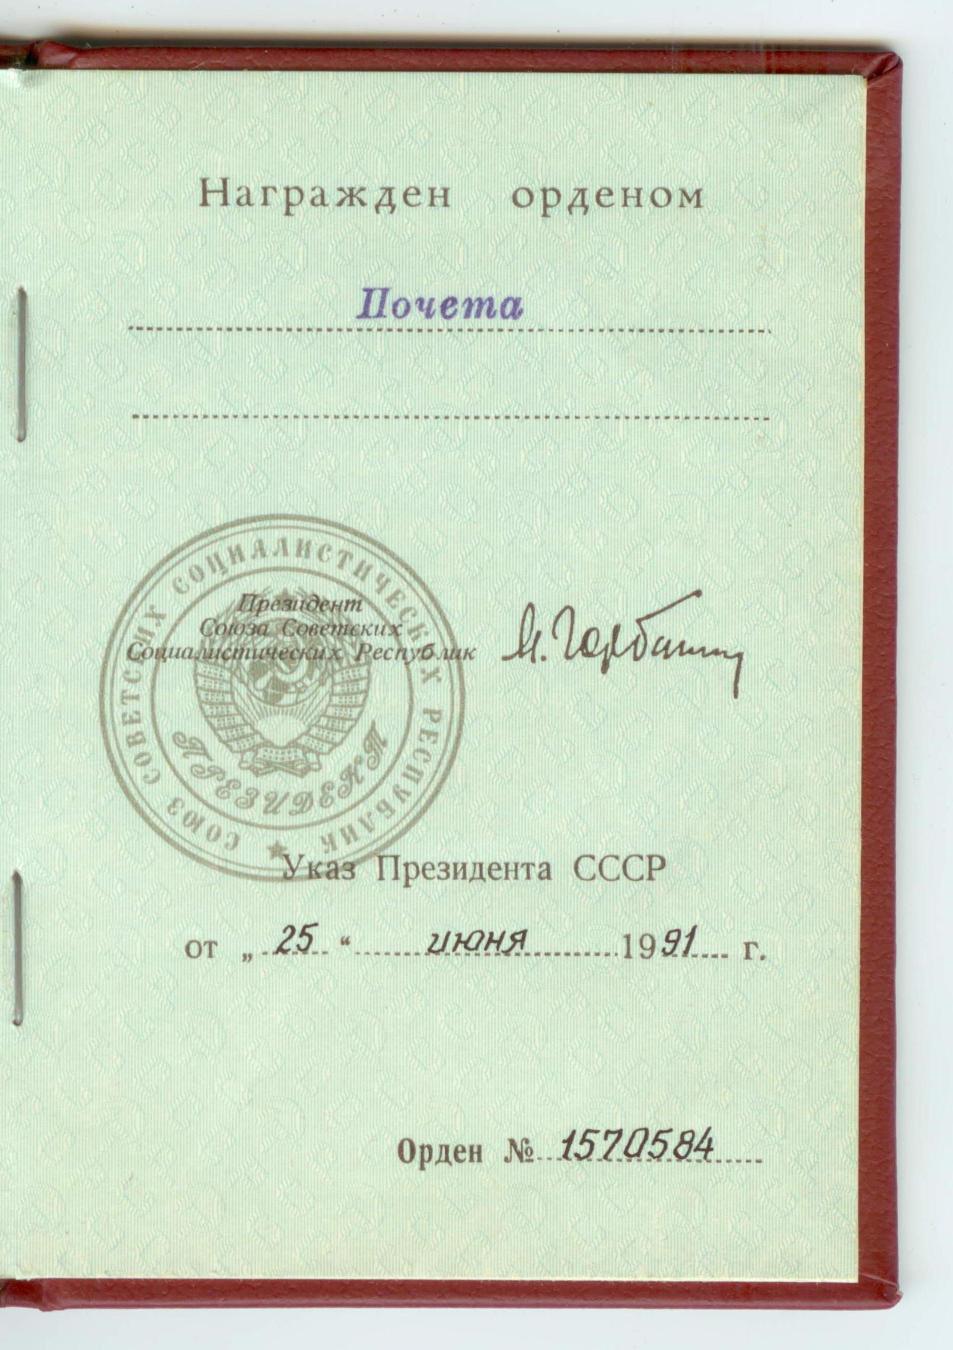 Награжден орденом
Почета
Президент
Союза Советских
Социалистических Республик
М. Горбачев
СОЮЗ СОВЕТСКИХ СОЦИАЛИСТИЧЕСКИХ РЕСПУБЛИК
ПРЕЗИДЕНТ
Указ Президента СССР
от „ 25 “ июня 1991 г.
Орден № 1570584